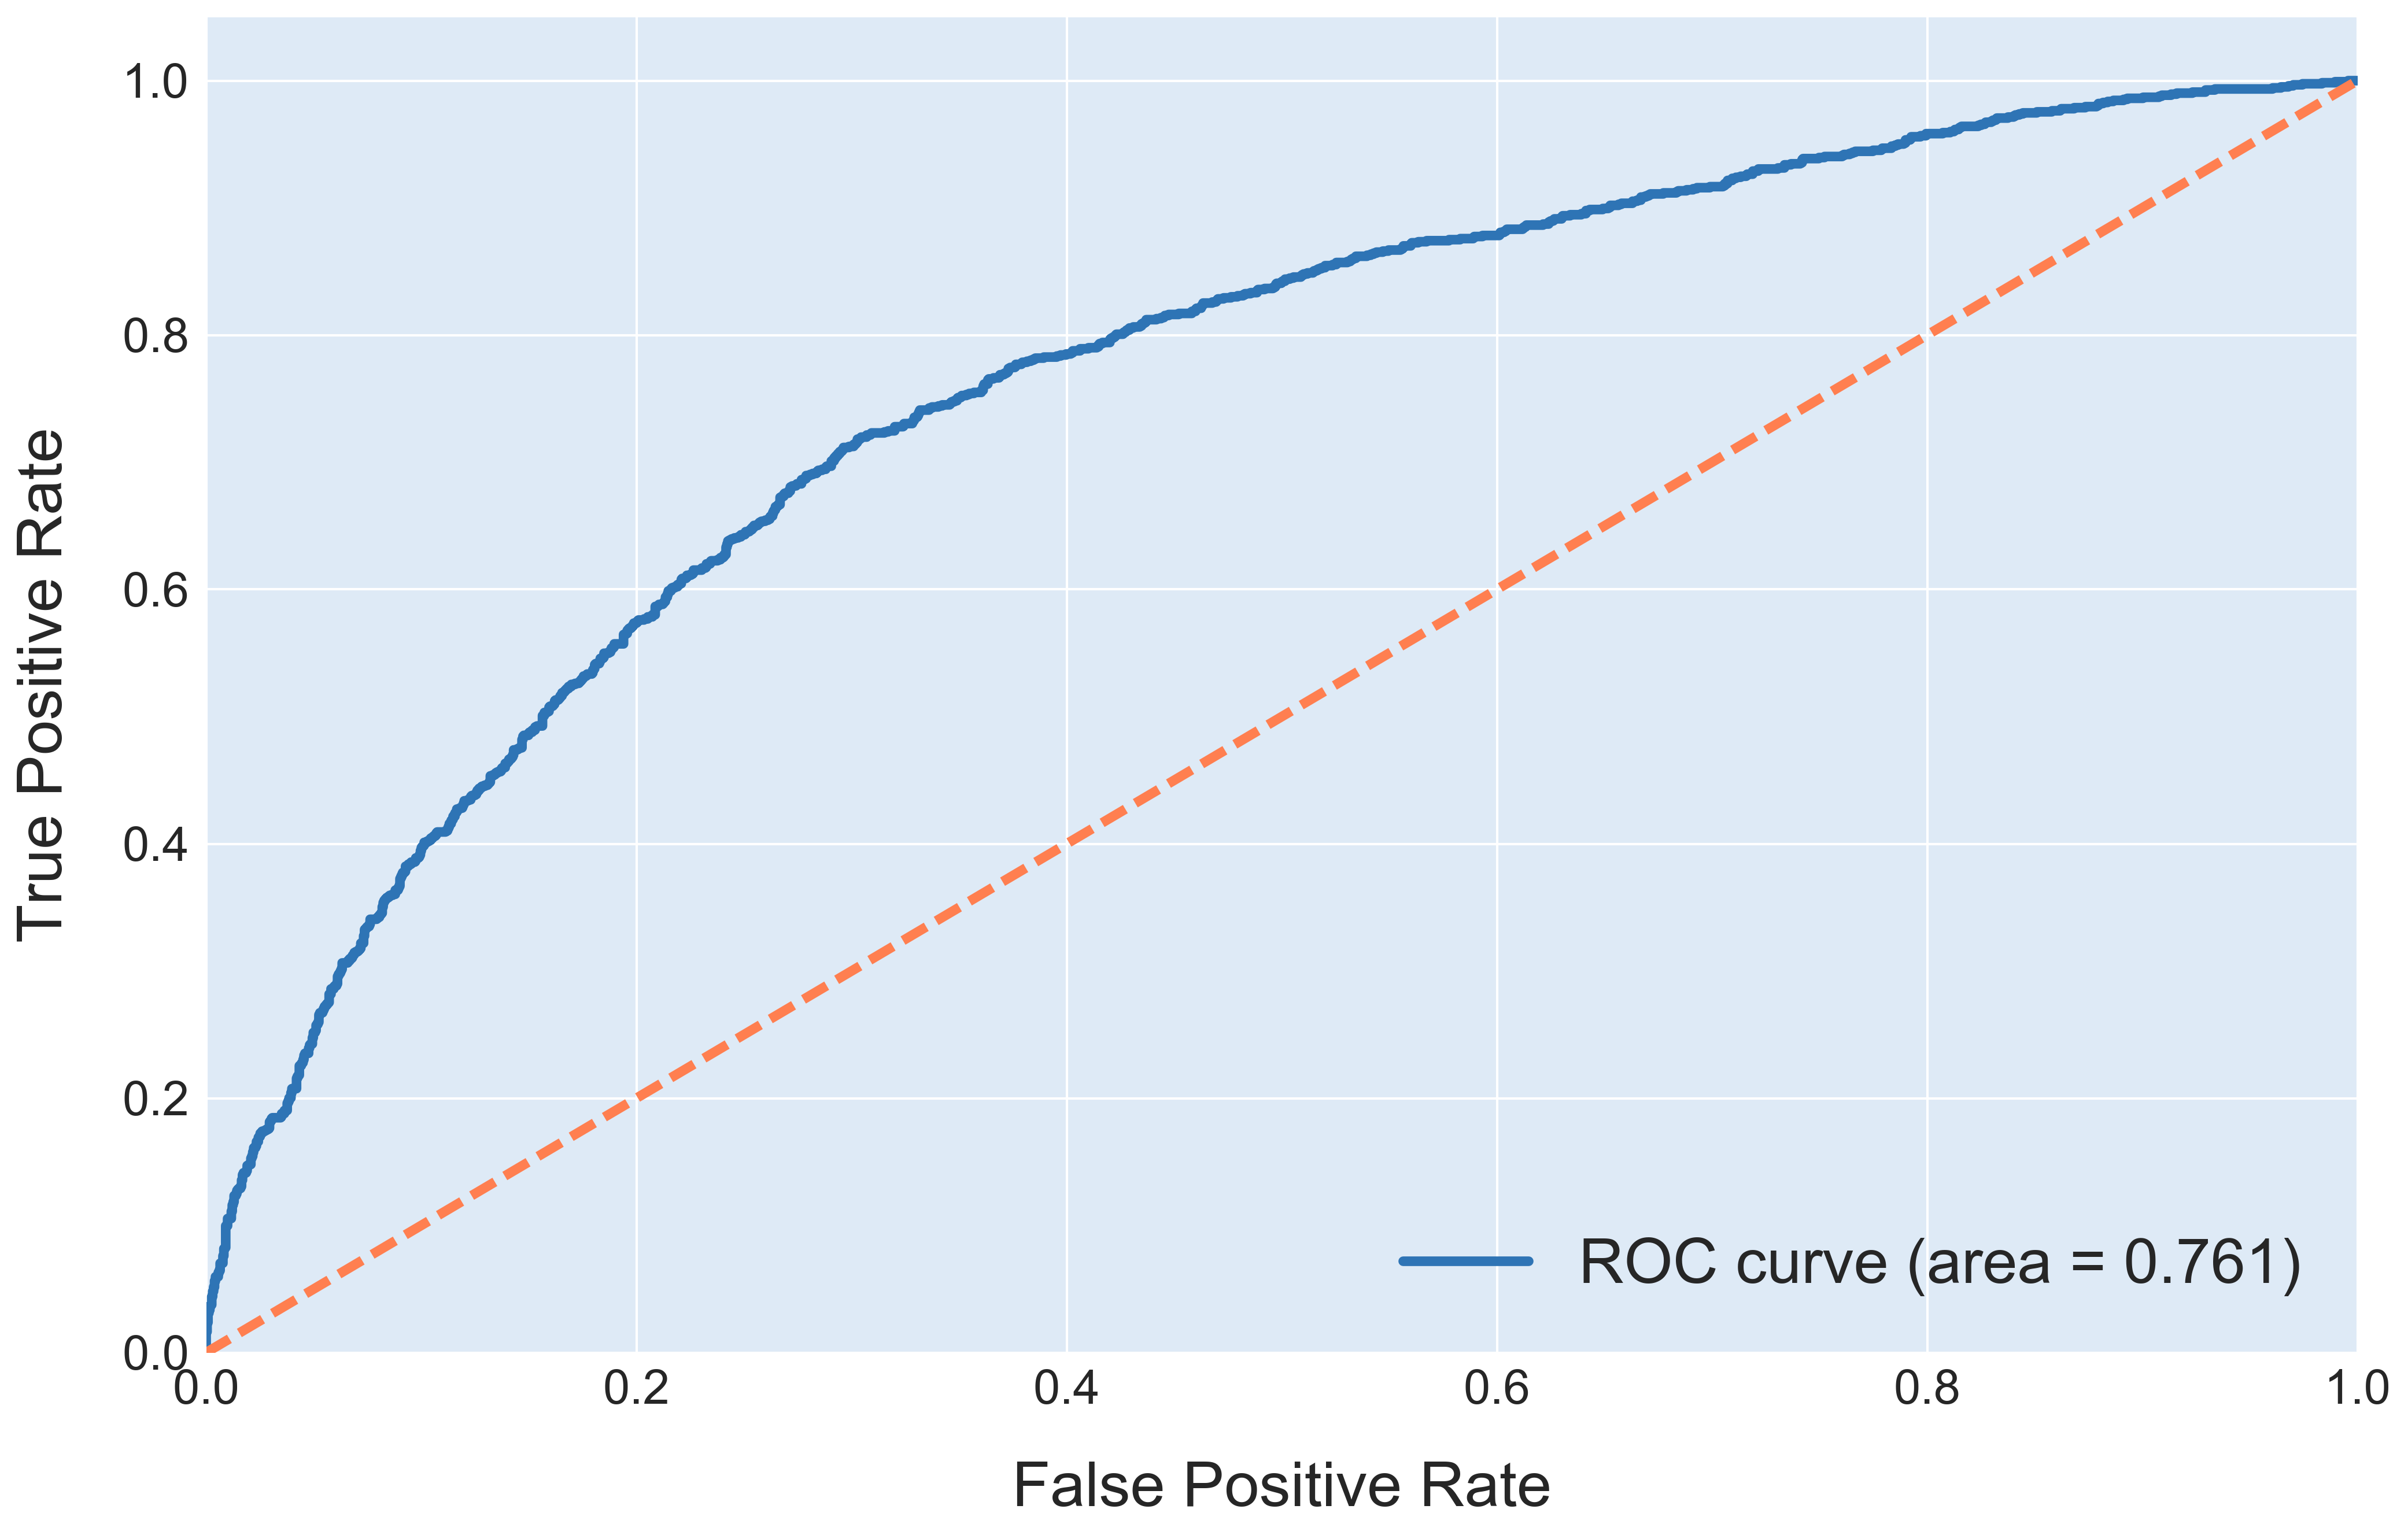 True Positive Rate
1.0
0.8
0.6
0.4
0.2
0.0
0.0 0.2 0.4 0.6 0.8 1.0
False Positive Rate
ROC curve (area = 0.761)